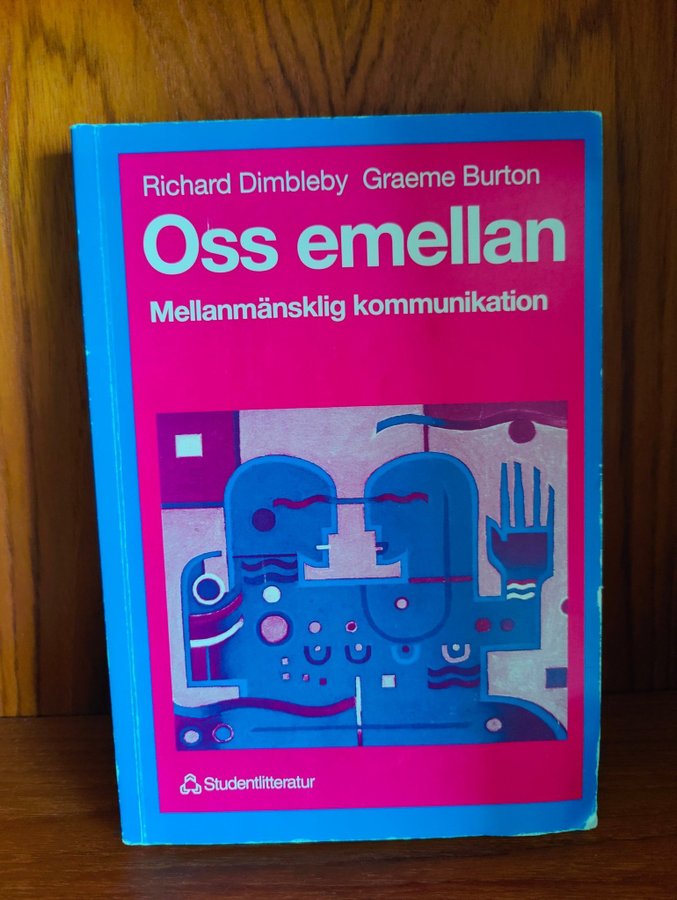 Richard Dimbleby Graeme Burton
Oss emellan
Mellanmänsklig kommunikation
Studentlitteratur